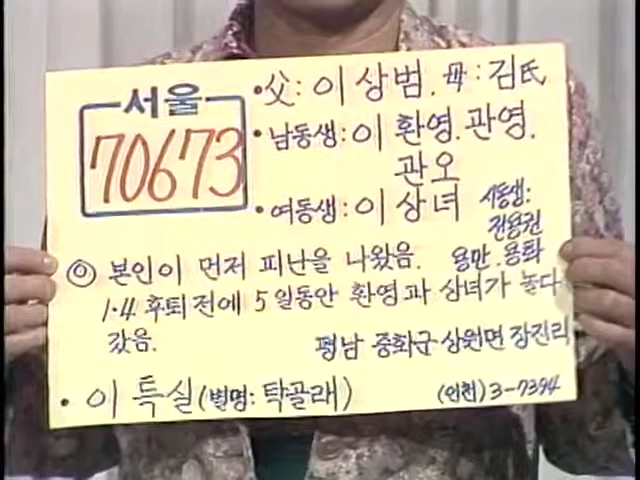 서울
70673
•父: 이상범. 母: 김氏
•남동생: 이 환영. 관영.
관오
•여동생: 이 상녀
시동생:
전용권
용만. 용화
◎ 본인이 먼저 피난을 나왔음.
1·4 후퇴 전에 5일동안 환영과 상녀가 놀다
갔음.
평남 중화군 상원면 장진리
• 이 특실 (별명: 탁골래)
(인천) 3-7394